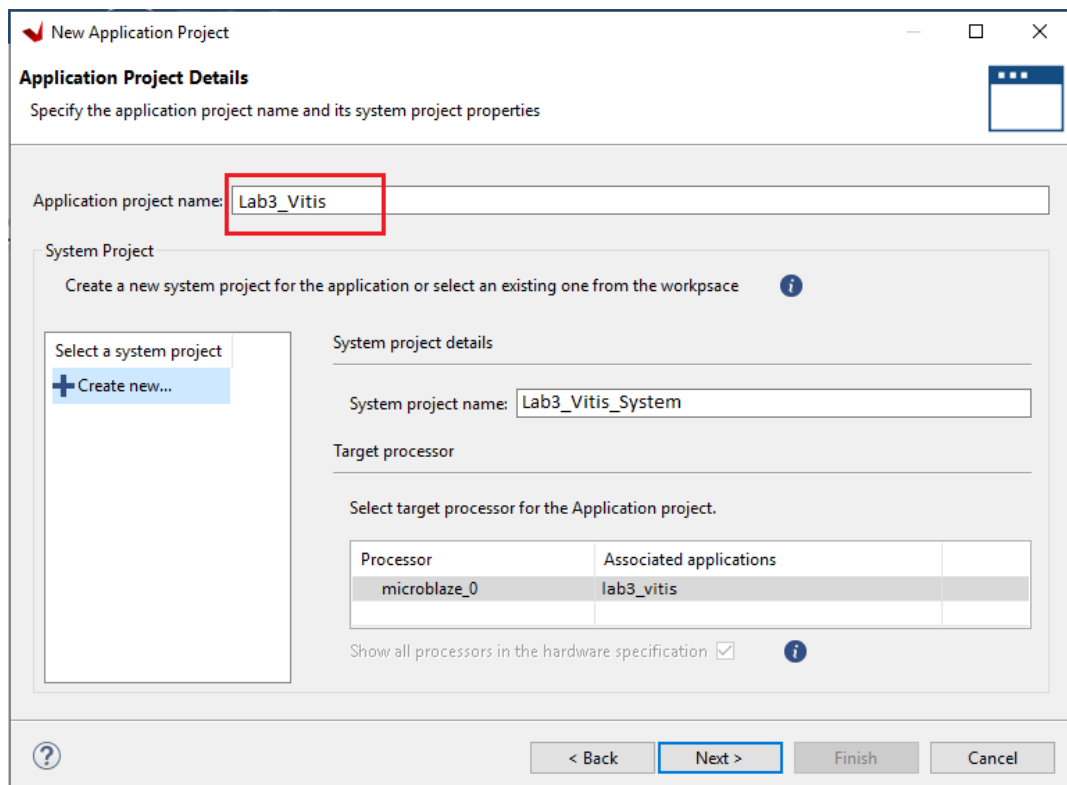 New Application Project
Application Project Details
Specify the application project name and its system project properties
Application project name: Lab3_Vitis
System Project
Create a new system project for the application or select an existing one from the workpsace
Select a system project
Create new...
System project details
System project name: Lab3_Vitis_System
Target processor
Select target processor for the Application project.
Processor Associated applications
microblaze_0 lab3_vitis
Show all processors in the hardware specification
< Back Next > Finish Cancel